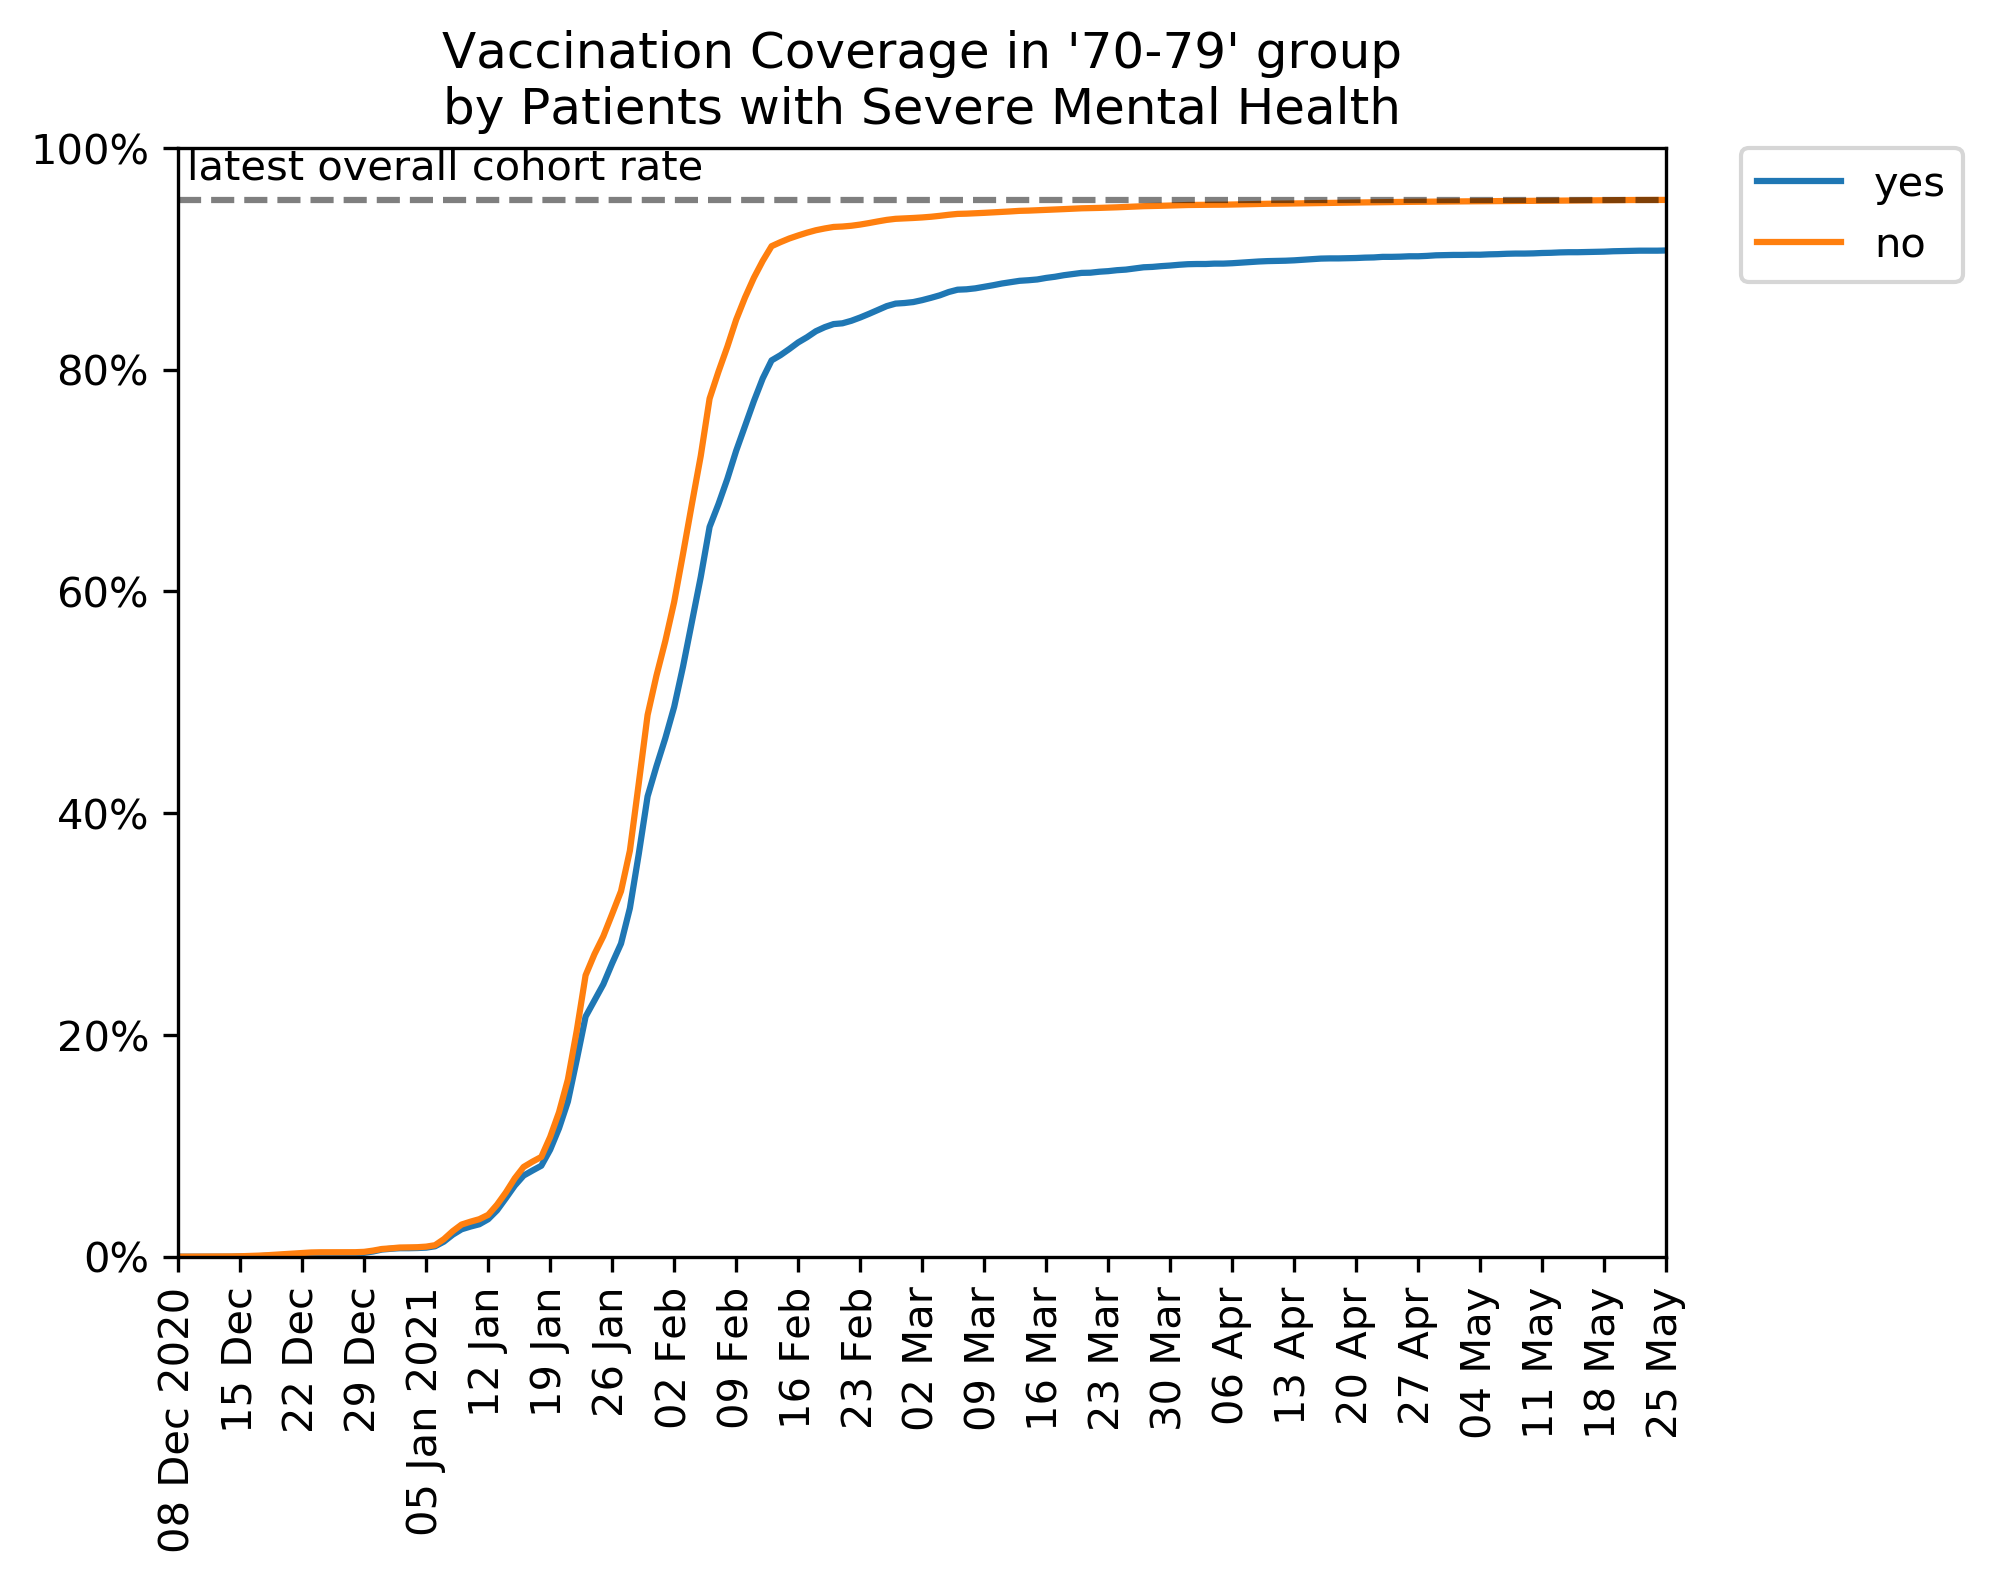 Vaccination Coverage in '70-79' group
by Patients with Severe Mental Health
100%
latest overall cohort rate
80%
60%
40%
20%
0%
08 Dec 2020
15 Dec
22 Dec
29 Dec
05 Jan 2021
12 Jan
19 Jan
26 Jan
02 Feb
09 Feb
16 Feb
23 Feb
02 Mar
09 Mar
16 Mar
23 Mar
30 Mar
06 Apr
13 Apr
20 Apr
27 Apr
04 May
11 May
18 May
25 May
yes
no